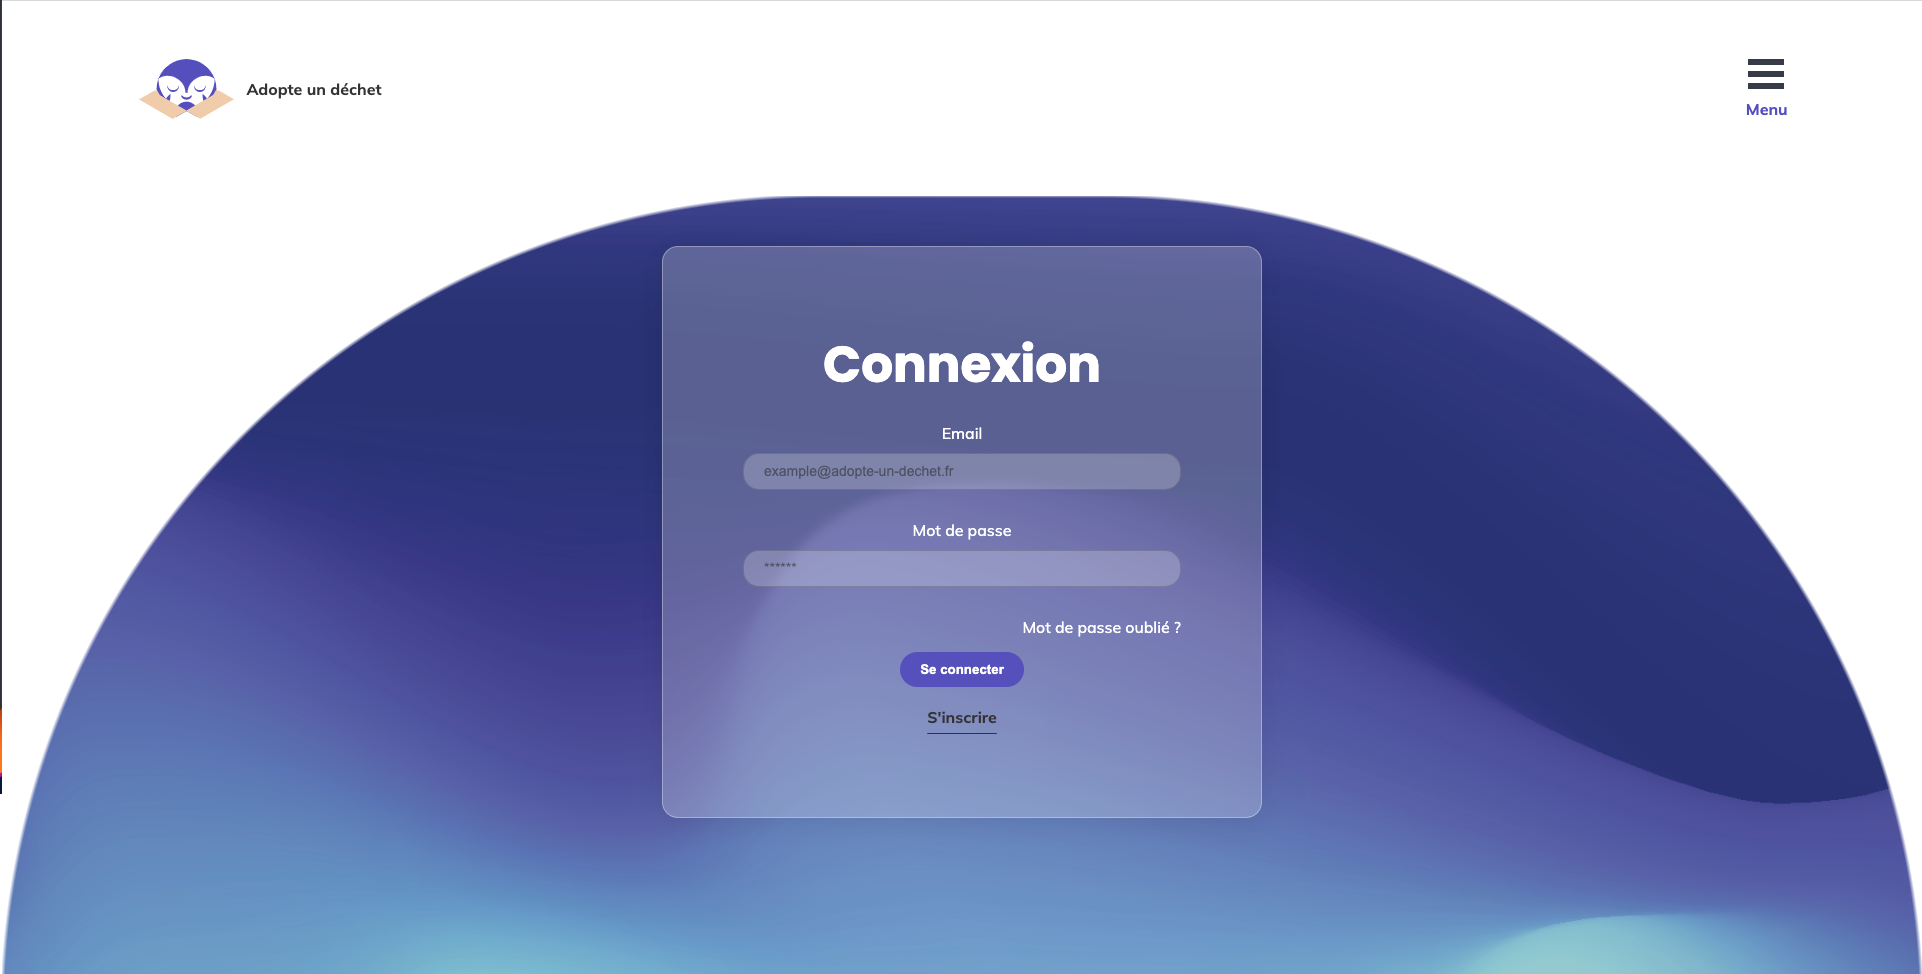 Adopte un déchet
Menu
Connexion
Email
example@adopte-un-dechet.fr
Mot de passe
******
Mot de passe oublié ?
Se connecter
S'inscrire